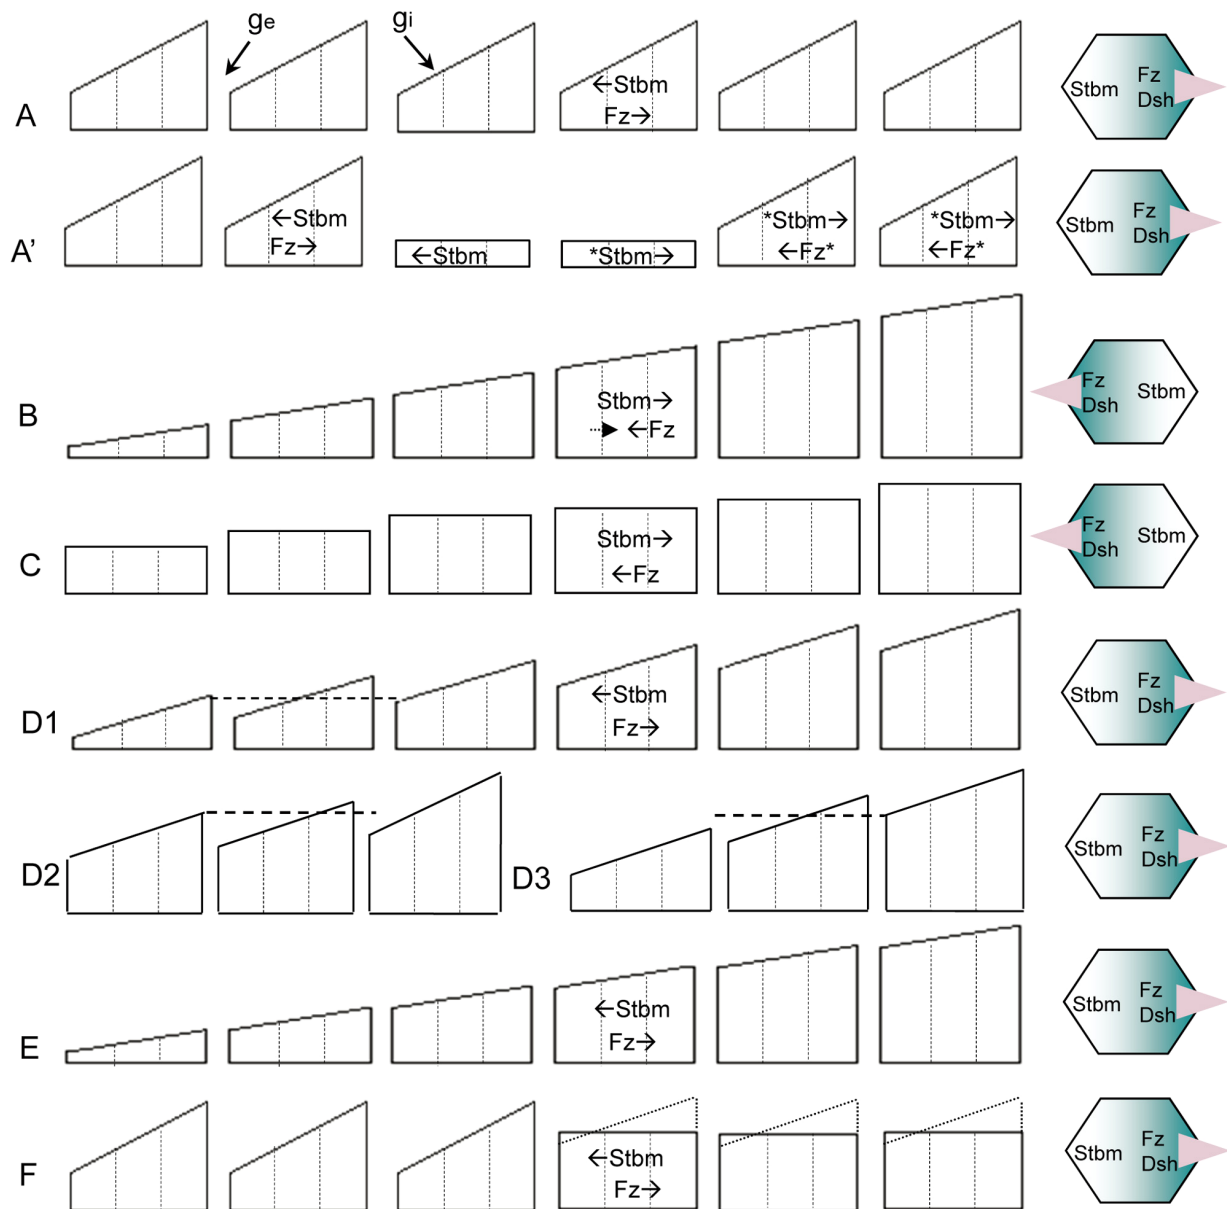 ge
gi
A
←Stbm
Fz→
Stbm
Fz
Dsh
A’
←Stbm
Fz→
←Stbm
*Stbm→
*Stbm→
←Fz*
*Stbm→
←Fz*
Stbm
Fz
Dsh
B
Stbm→
←Fz
Fz
Dsh
Stbm
C
Stbm→
←Fz
Fz
Dsh
Stbm
D1
←Stbm
Fz→
Stbm
Fz
Dsh
D2
D3
Stbm
Fz
Dsh
E
←Stbm
Fz→
Stbm
Fz
Dsh
F
←Stbm
Fz→
Stbm
Fz
Dsh